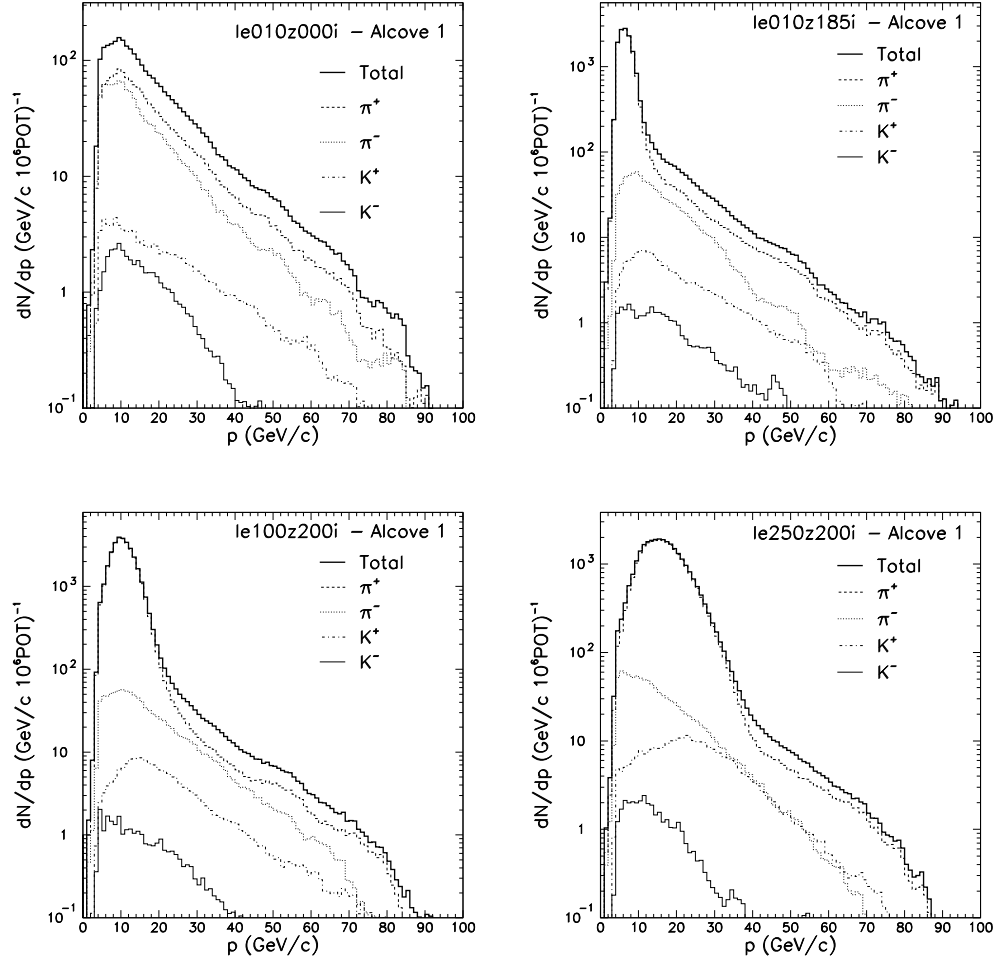 le010z000i – Alcove 1
Total
π⁺
π⁻
K⁺
K⁻
dN/dp (GeV/c 10⁶POT)⁻¹
10²
10
1
10⁻¹
0 10 20 30 40 50 60 70 80 90 100
p (GeV/c)
le010z185i – Alcove 1
Total
π⁺
π⁻
K⁺
K⁻
dN/dp (GeV/c 10⁶POT)⁻¹
10³
10²
10
1
10⁻¹
0 10 20 30 40 50 60 70 80 90 100
p (GeV/c)
le100z200i – Alcove 1
Total
π⁺
π⁻
K⁺
K⁻
dN/dp (GeV/c 10⁶POT)⁻¹
10³
10²
10
1
10⁻¹
0 10 20 30 40 50 60 70 80 90 100
p (GeV/c)
le250z200i – Alcove 1
Total
π⁺
π⁻
K⁺
K⁻
dN/dp (GeV/c 10⁶POT)⁻¹
10³
10²
10
1
10⁻¹
0 10 20 30 40 50 60 70 80 90 100
p (GeV/c)